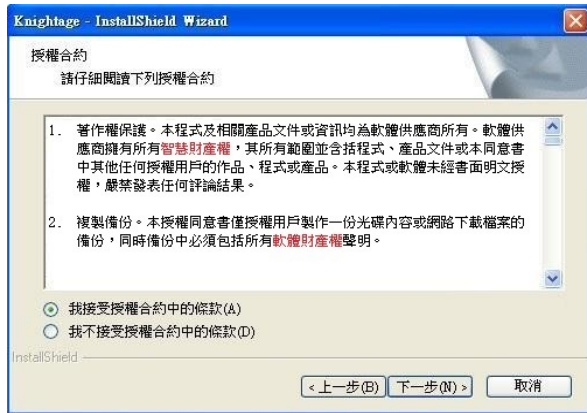 Knightage - InstallShield Wizard
授權合約
請仔細閱讀下列授權合約
1. 著作權保護。本程式及相關產品文件或資訊均為軟體供應商所有。軟體供
應商擁有所有智慧財產權,其所有範圍並含括程式、產品文件或本同意書
中其他任何授權用戶的作品、程式或產品。本程式或軟體未經書面明文授
權,嚴禁發表任何評論結果。
2. 複製備份。本授權同意書僅授權用戶製作一份光碟內容或網路下載檔案的
備份,同時備份中必須包括所有軟體財產權聲明。
我接受授權合約中的條款(A)
我不接受授權合約中的條款(D)
InstallShield
<上一步(B)
下一步(N)>
取消